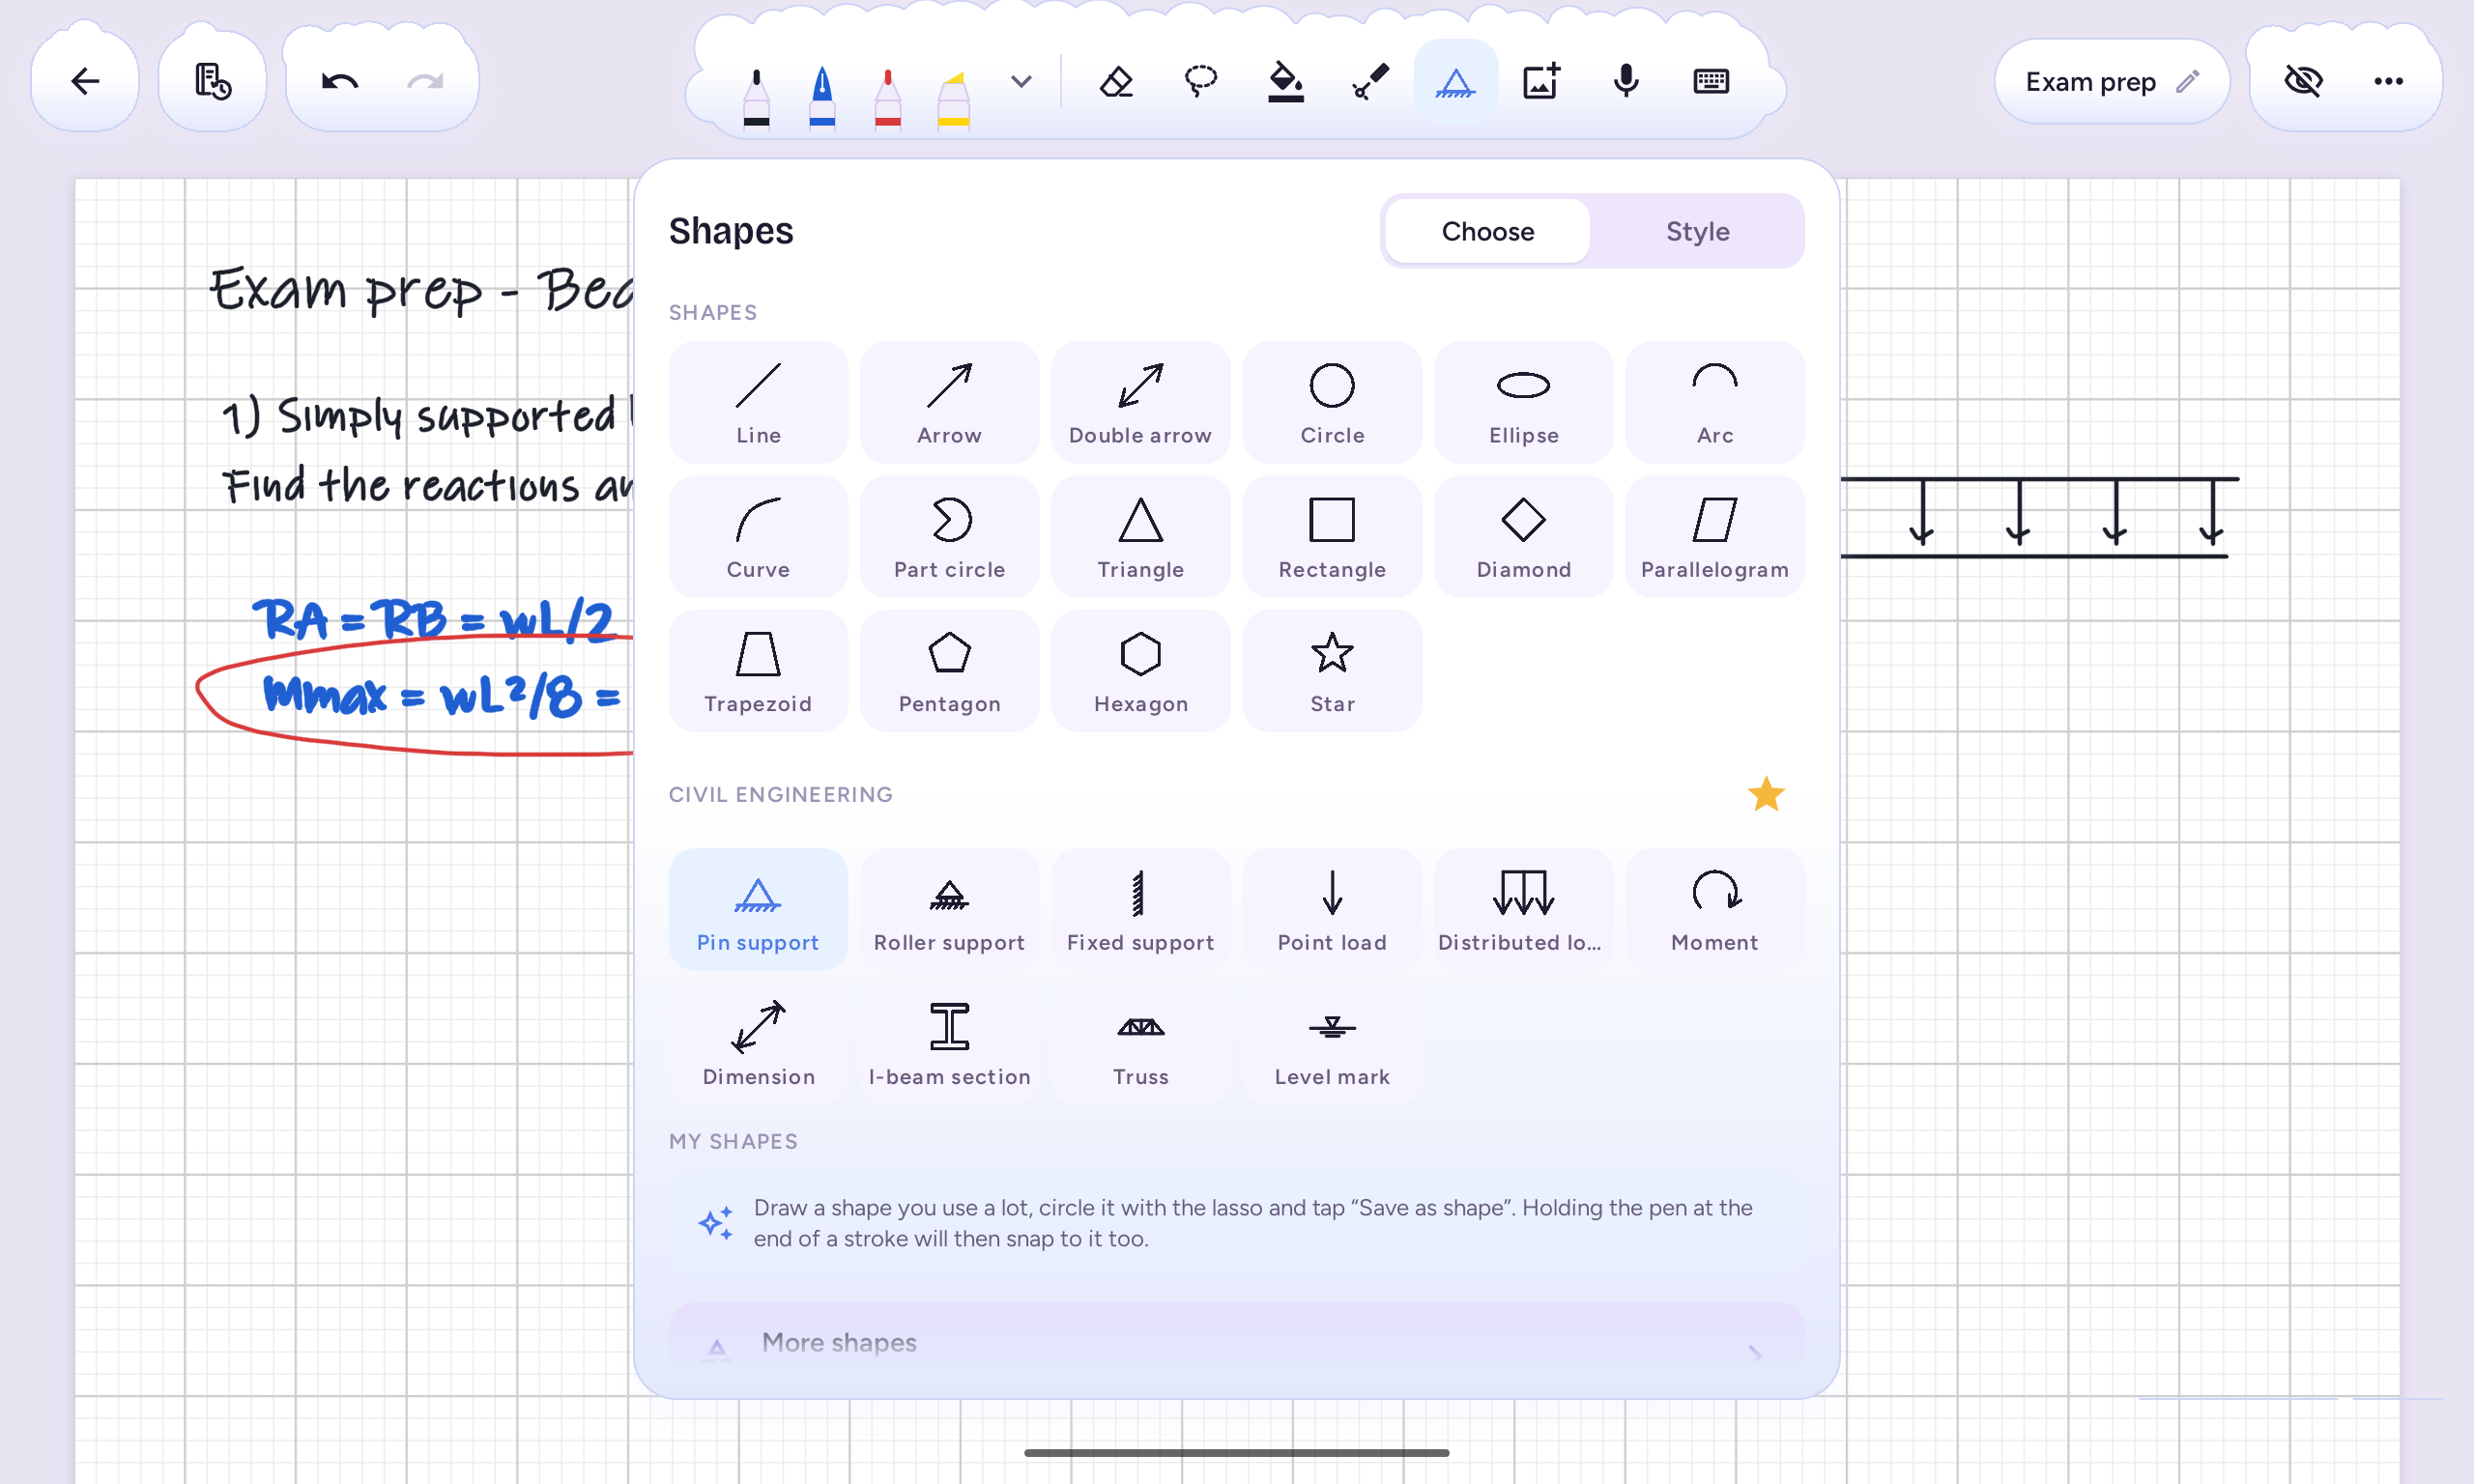 Exam prep
Shapes
Choose
Style
Exam prep - Bea
SHAPES
1) Simply supported
Find the reactions an
Line
Arrow
Double arrow
Circle
Ellipse
Arc
Curve
Part circle
Triangle
Rectangle
Diamond
Parallelogram
RA = RB = wL/2
Mmax = wL²/8 =
Trapezoid
Pentagon
Hexagon
Star
CIVIL ENGINEERING
Pin support
Roller support
Fixed support
Point load
Distributed lo...
Moment
Dimension
I-beam section
Truss
Level mark
MY SHAPES
Draw a shape you use a lot, circle it with the lasso and tap “Save as shape”. Holding the pen at the
end of a stroke will then snap to it too.
More shapes